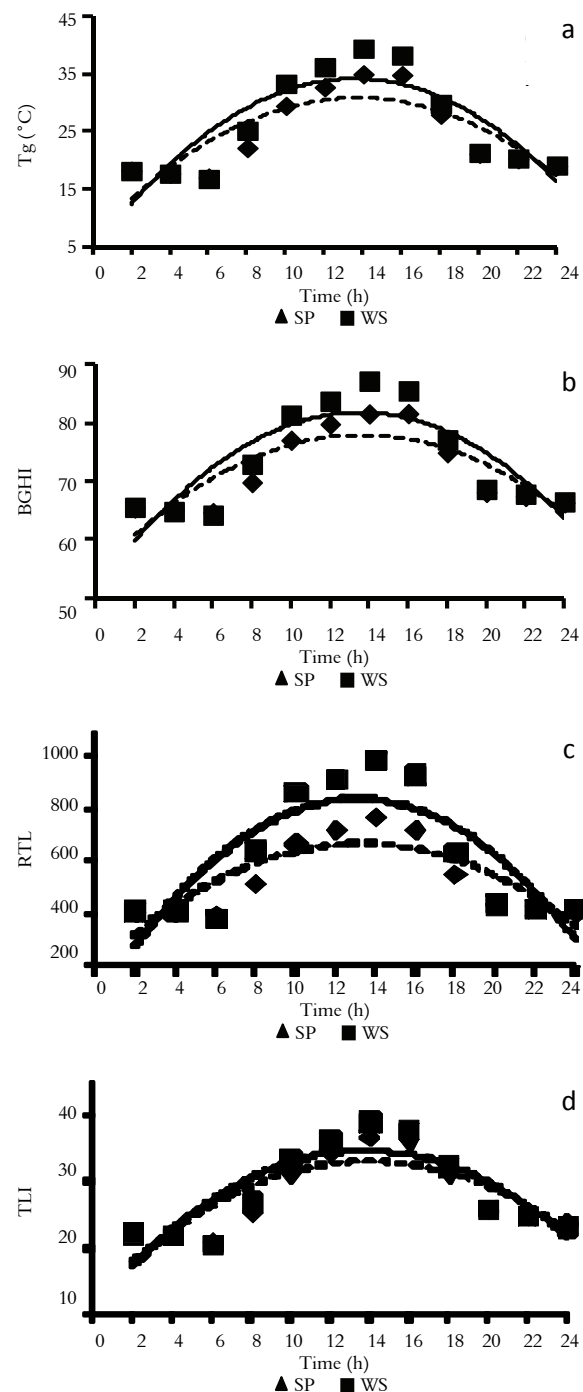 a
45
35
25
15
5
Tg (°C)
0 2 4 6 8 10 12 14 16 18 20 22 24
Time (h)
▲ SP ■ WS
b
90
80
70
60
50
BGHI
0 2 4 6 8 10 12 14 16 18 20 22 24
Time (h)
▲ SP ■ WS
c
1000
800
600
400
200
RTL
0 2 4 6 8 10 12 14 16 18 20 22 24
Time (h)
▲ SP ■ WS
d
40
30
20
10
TLI
0 2 4 6 8 10 12 14 16 18 20 22 24
Time (h)
▲ SP ■ WS